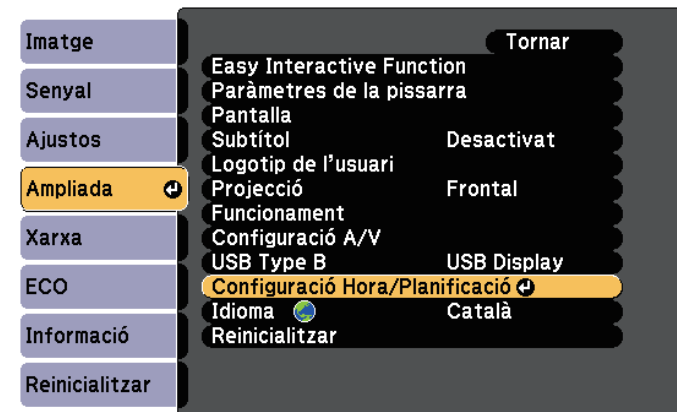 Imatge
Senyal
Ajustos
Ampliada
Xarxa
ECO
Informació
Reinicialitzar
Tornar
Easy Interactive Function
Paràmetres de la pissarra
Pantalla
Subtítol Desactivat
Logotip de l'usuari
Projecció Frontal
Funcionament
Configuració A/V
USB Type B USB Display
Configuració Hora/Planificació
Idioma Català
Reinicialitzar